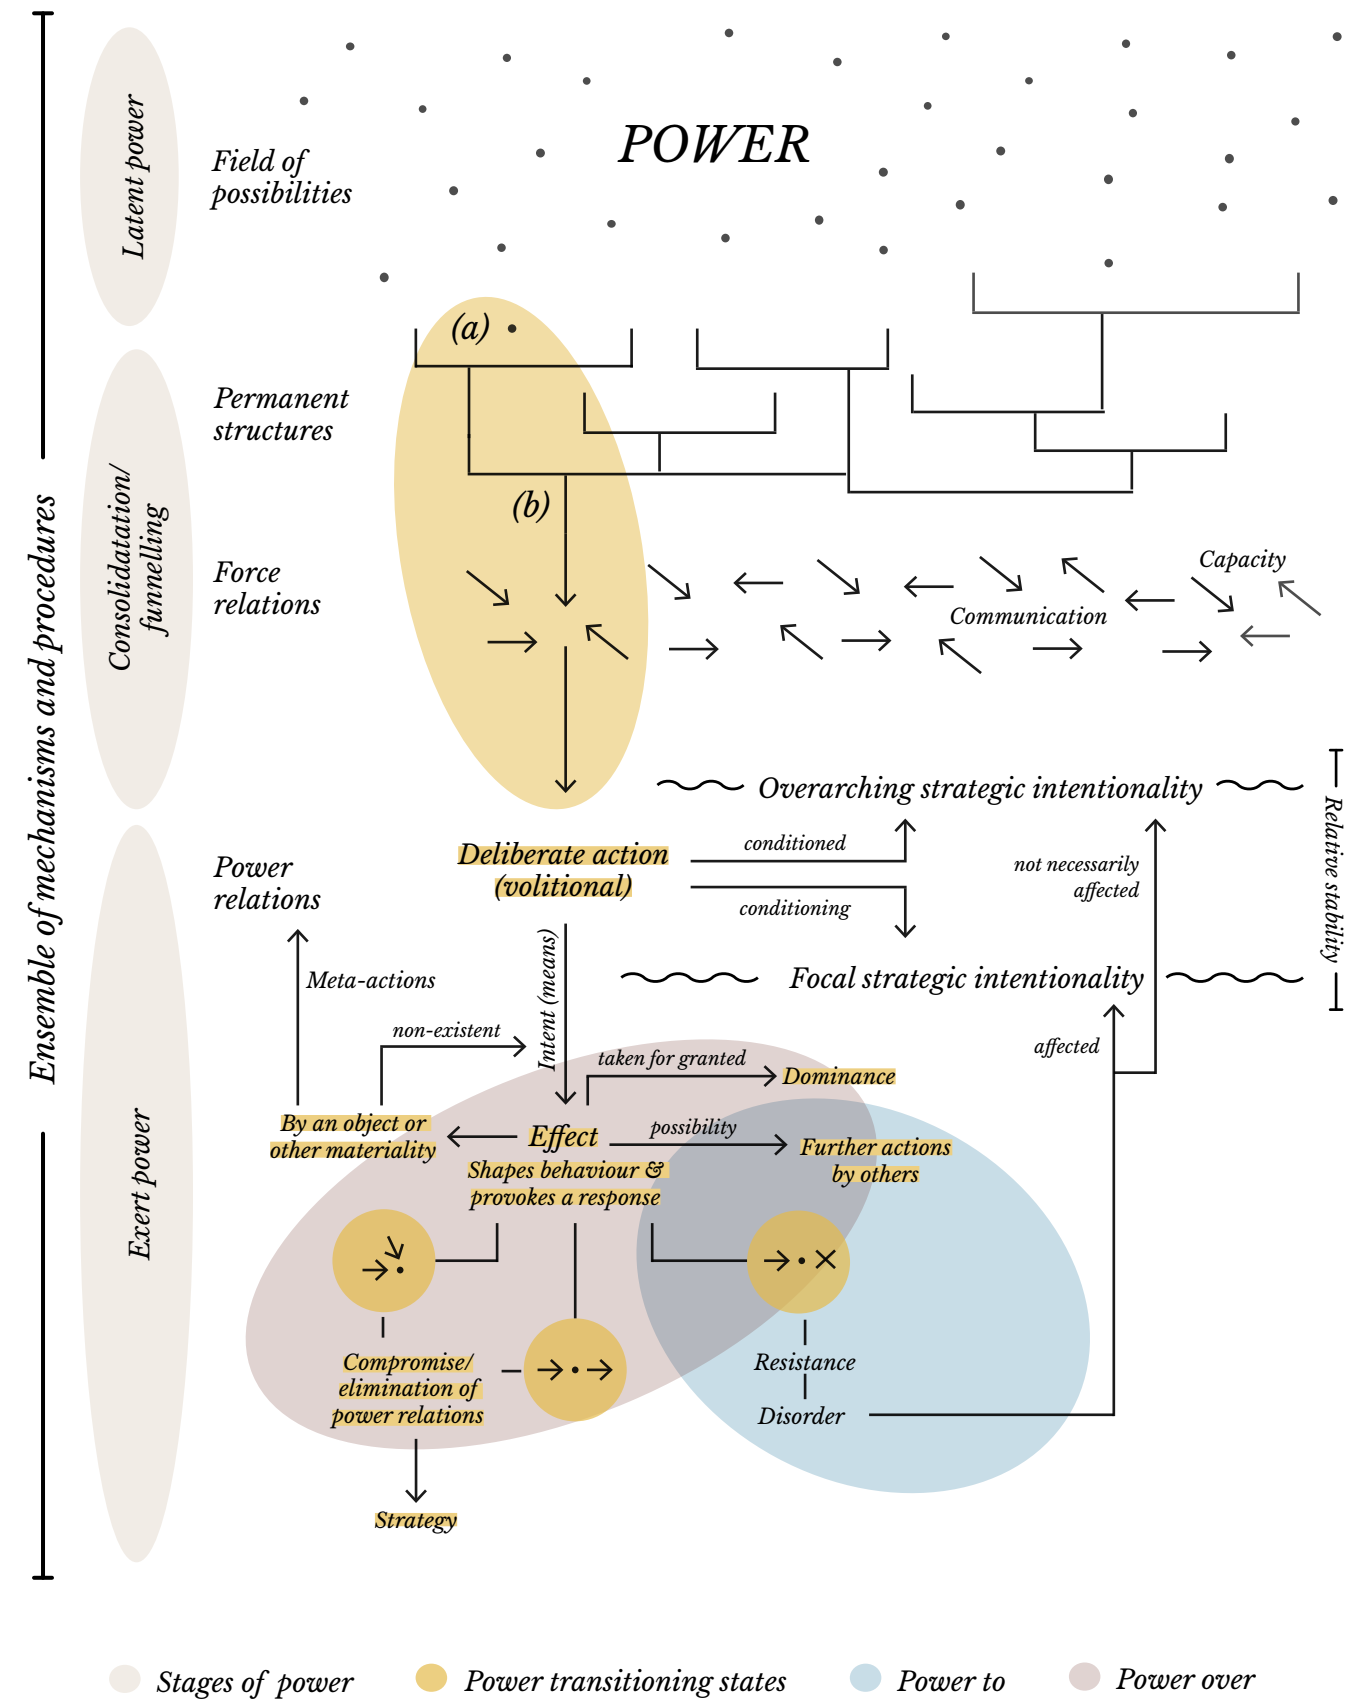 POWER
Latent power
Field of
possibilities
(a)
Permanent
structures
Consolidatation/
funnelling
(b)
Force
relations
Capacity
Communication
Ensemble of mechanisms and procedures
Overarching strategic intentionality
Relative stability
Deliberate action
(volitional)
conditioned
conditioning
not necessarily
affected
Power
relations
Focal strategic intentionality
Meta-actions
Intent (means)
non-existent
affected
taken for granted
Dominance
By an object or
other materiality
Effect
possibility
Further actions
by others
Shapes behaviour &
provokes a response
Exert power
Compromise/
elimination of
power relations
Resistance
Disorder
Strategy
Stages of power
Power transitioning states
Power to
Power over